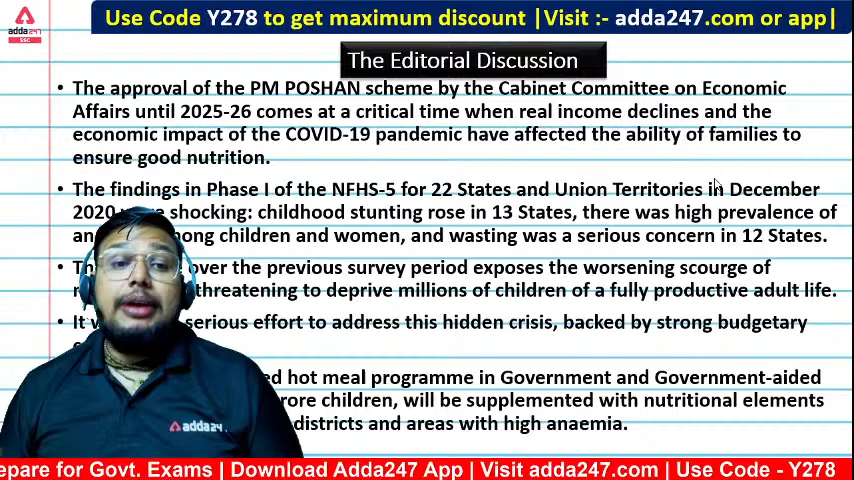 Use Code Y278 to get maximum discount |Visit :- adda247.com or app|
adda247
SSC
The Editorial Discussion
• The approval of the PM POSHAN scheme by the Cabinet Committee on Economic
Affairs until 2025-26 comes at a critical time when real income declines and the
economic impact of the COVID-19 pandemic have affected the ability of families to
ensure good nutrition.
• The findings in Phase I of the NFHS-5 for 22 States and Union Territories in December
2020 shocking: childhood stunting rose in 13 States, there was high prevalence of
among children and women, and wasting was a serious concern in 12 States.
• over the previous survey period exposes the worsening scourge of
threatening to deprive millions of children of a fully productive adult life.
• It serious effort to address this hidden crisis, backed by strong budgetary
hot meal programme in Government and Government-aided
crore children, will be supplemented with nutritional elements
districts and areas with high anaemia.
adda24
epare for Govt. Exams | Download Adda247 App | Visit adda247.com | Use Code - Y278